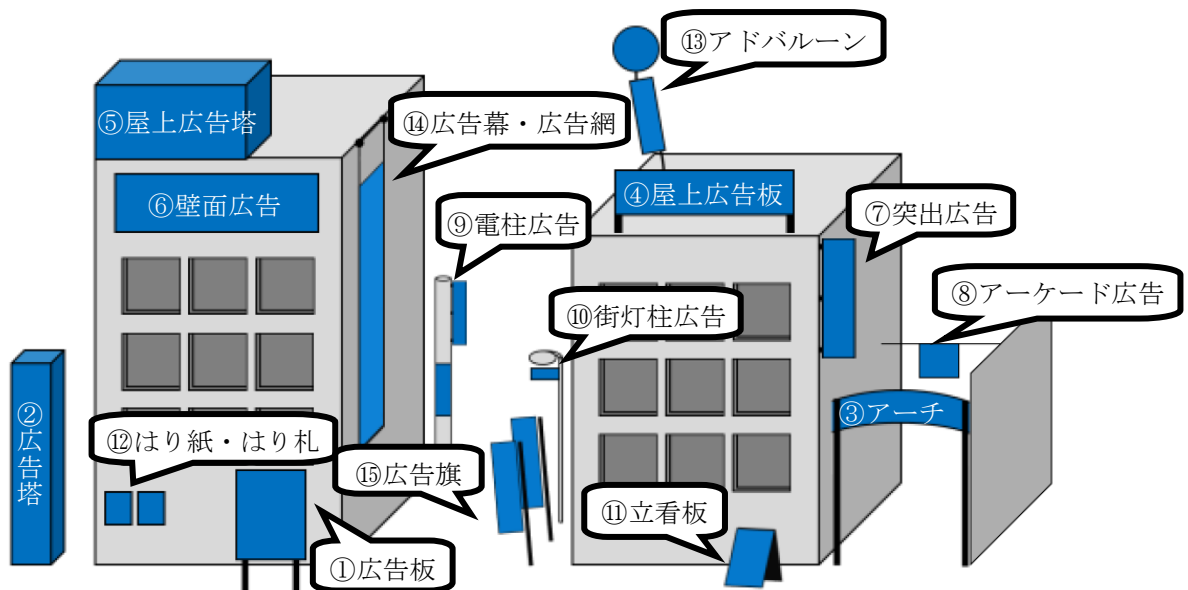 ⑬アドバルーン
⑤屋上広告塔
⑭広告幕・広告網
⑥壁面広告
④屋上広告板
⑦突出広告
⑨電柱広告
⑧アーケード広告
⑩街灯柱広告
②広告塔
③アーチ
⑫はり紙・はり札
⑮広告旗
⑪立看板
①広告板